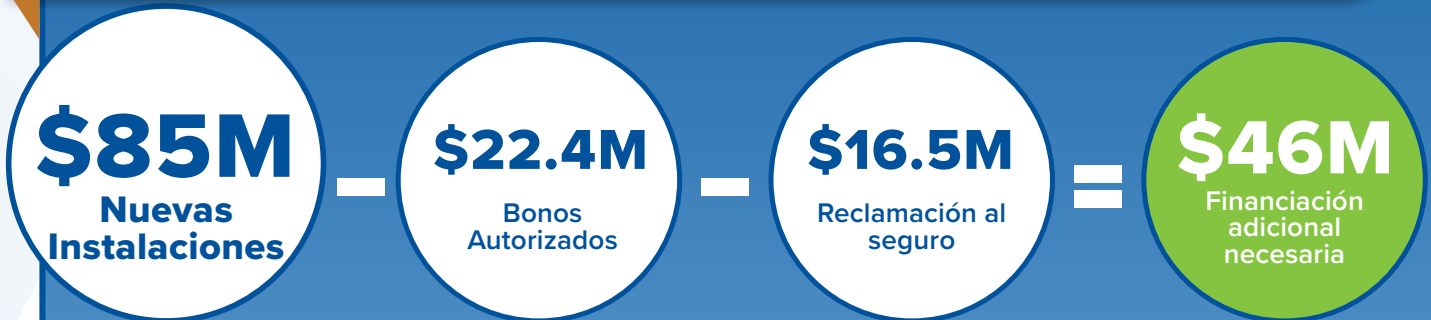 $85M
Nuevas
Instalaciones
$22.4M
Bonos
Autorizados
$16.5M
Reclamación al
seguro
$46M
Financiación
adicional
necesaria